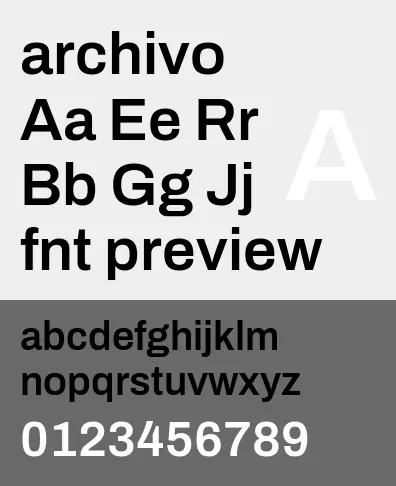 archivo
Aa Ee Rr
A
Bb Gg Jj
fnt preview
abcdefghijklm
nopqrstuvwxyz
0123456789